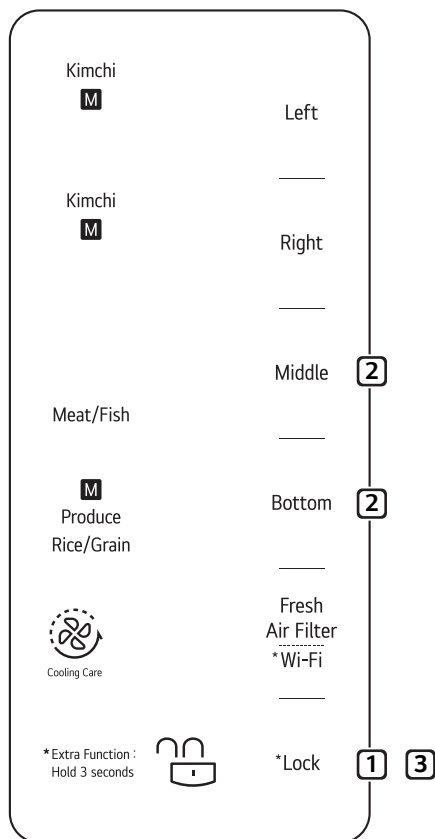 Kimchi
M
Left
Kimchi
M
Right
Middle
2
Meat/Fish
M
Produce
Rice/Grain
Bottom
2
Cooling Care
Fresh
Air Filter
*Wi-Fi
*Extra Function :
Hold 3 seconds
*Lock
1
3